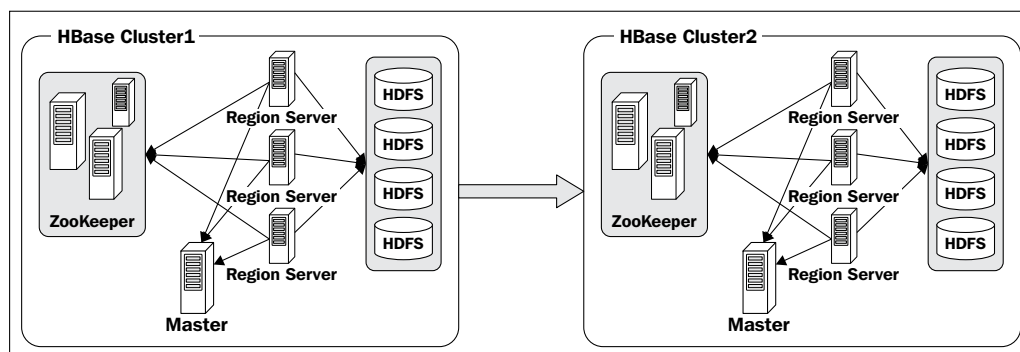 HBase Cluster1
ZooKeeper
Region Server
Region Server
Region Server
Master
HDFS
HDFS
HDFS
HDFS
HBase Cluster2
ZooKeeper
Region Server
Region Server
Region Server
Master
HDFS
HDFS
HDFS
HDFS